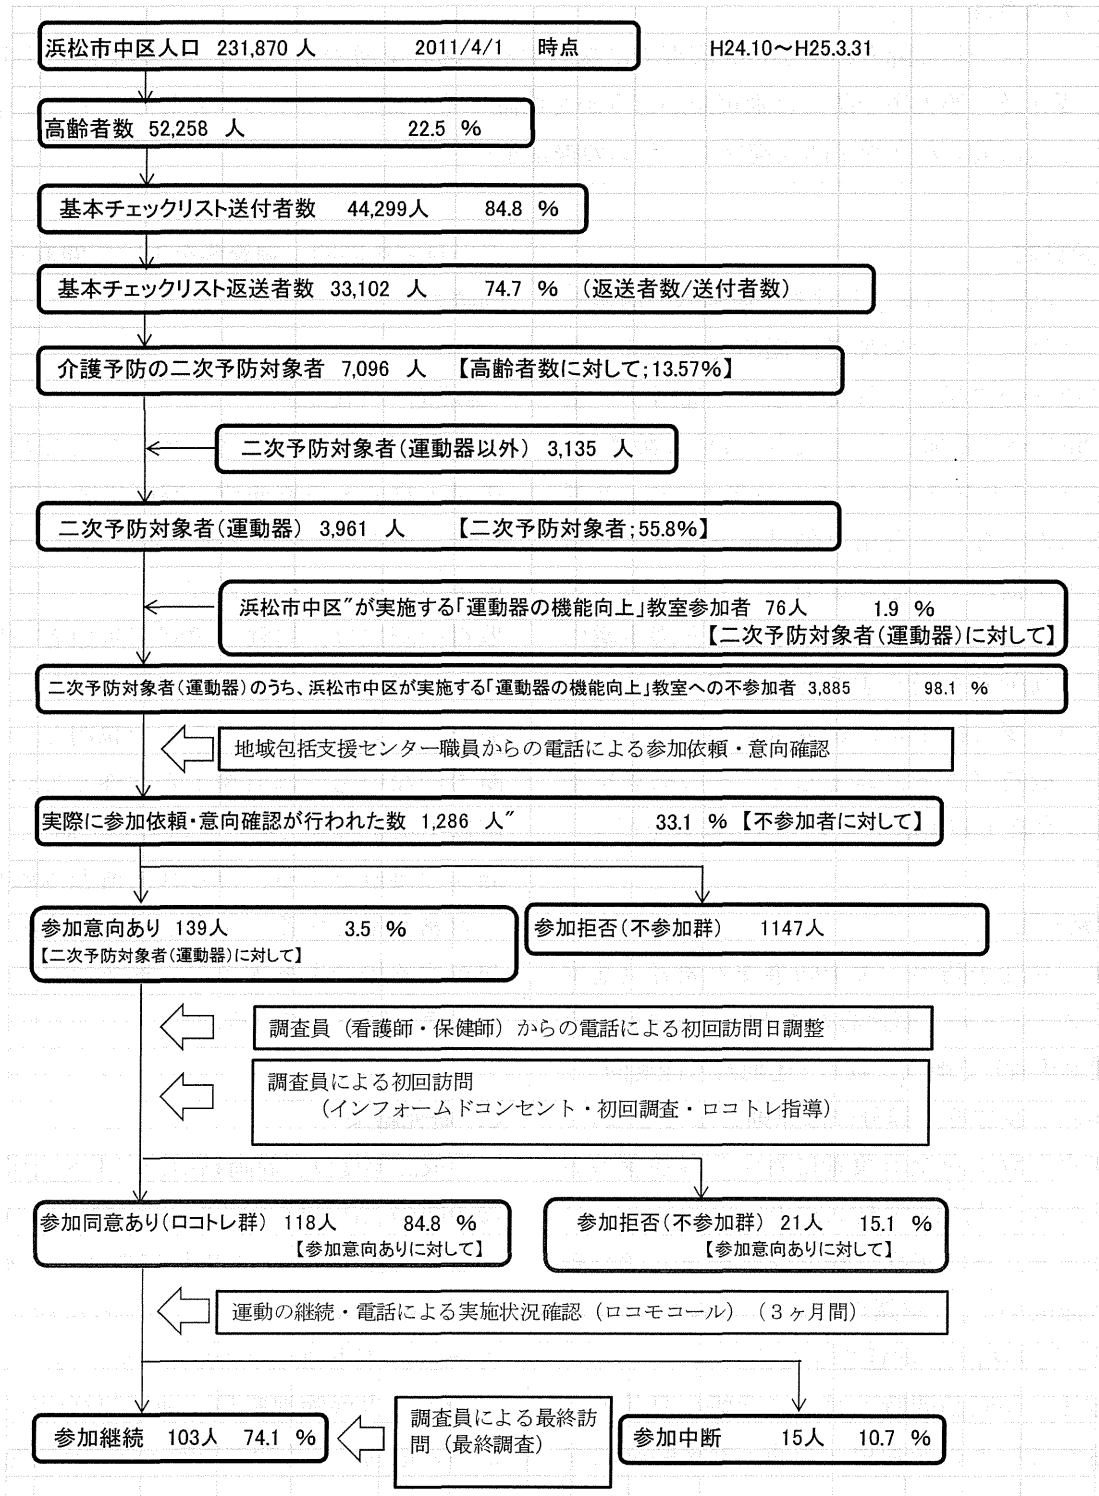 浜松市中区人口 231,870 人 2011/4/1 時点 H24.10～H25.3.31
高齢者数 52,258 人 22.5 %
基本チェックリスト送付者数 44,299人 84.8 %
基本チェックリスト返送者数 33,102 人 74.7 % (返送者数/送付者数)
介護予防の二次予防対象者 7,096 人 【高齢者数に対して;13.57%】
二次予防対象者(運動器以外) 3,135 人
二次予防対象者(運動器) 3,961 人 【二次予防対象者;55.8%】
浜松市中区"が実施する「運動器の機能向上」教室参加者 76人 1.9 %
【二次予防対象者(運動器)に対して】
二次予防対象者(運動器)のうち、浜松市中区が実施する「運動器の機能向上」教室への不参加者 3,885 98.1 %
地域包括支援センター職員からの電話による参加依頼・意向確認
実際に参加依頼・意向確認が行われた数 1,286 人" 33.1 % 【不参加者に対して】
参加意向あり 139人 3.5 %
【二次予防対象者(運動器)に対して】
参加拒否(不参加群) 1147人
調査員（看護師・保健師）からの電話による初回訪問日調整
調査員による初回訪問
（インフォームドコンセント・初回調査・ロコトレ指導）
参加同意あり(ロコトレ群) 118人 84.8 %
【参加意向ありに対して】
参加拒否(不参加群) 21人 15.1 %
【参加意向ありに対して】
運動の継続・電話による実施状況確認（ロコモコール）（３ヶ月間）
参加継続 103人 74.1 %
調査員による最終訪
問（最終調査）
参加中断 15人 10.7 %